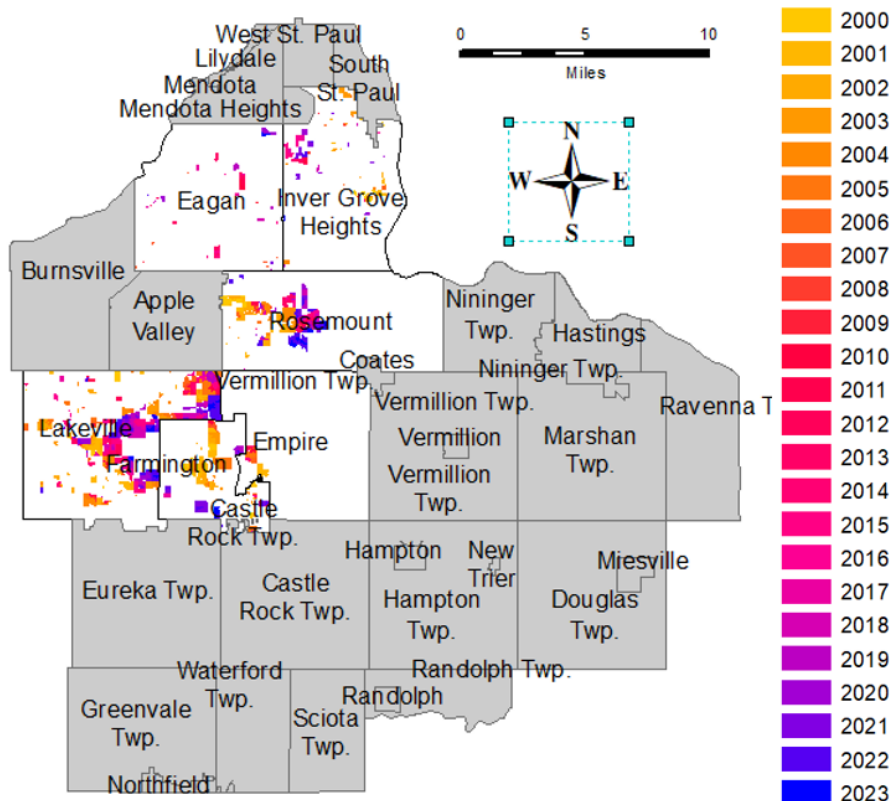 West St. Paul
Lilydale
South
St. Paul
Mendota
Mendota Heights
0 5 10
Miles
N
W E
S
Eagan
Inver Grove
Heights
Burnsville
Apple
Valley
Rosemount
Nininger
Twp.
Hastings
Coates
Nininger Twp.
Vermillion Twp.
Vermillion Twp.
Ravenna T
Lakeville
Empire
Vermillion
Marshan
Twp.
Farmington
Vermillion
Twp.
Castle
Rock Twp.
Hampton
New
Trier
Miesville
Eureka Twp.
Castle
Rock Twp.
Hampton
Twp.
Douglas
Twp.
Waterford
Twp.
Randolph Twp.
Randolph
Greenvale
Twp.
Sciota
Twp.
Northfield
2000
2001
2002
2003
2004
2005
2006
2007
2008
2009
2010
2011
2012
2013
2014
2015
2016
2017
2018
2019
2020
2021
2022
2023